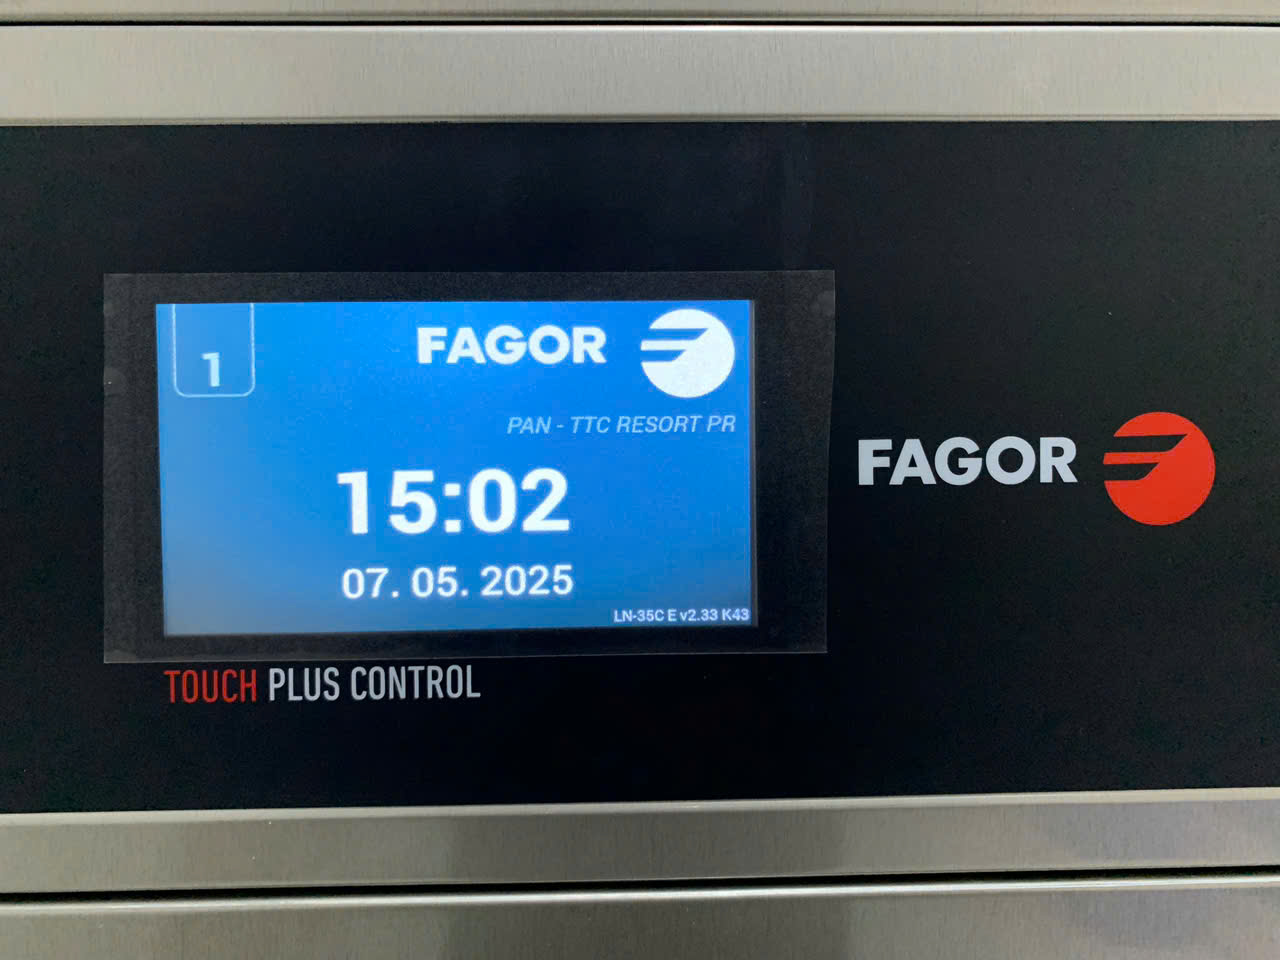 1
FAGOR
PAN - TTC RESORT PR
15:02
07. 05. 2025
LN-35C E v2.33 K43
TOUCH PLUS CONTROL
FAGOR